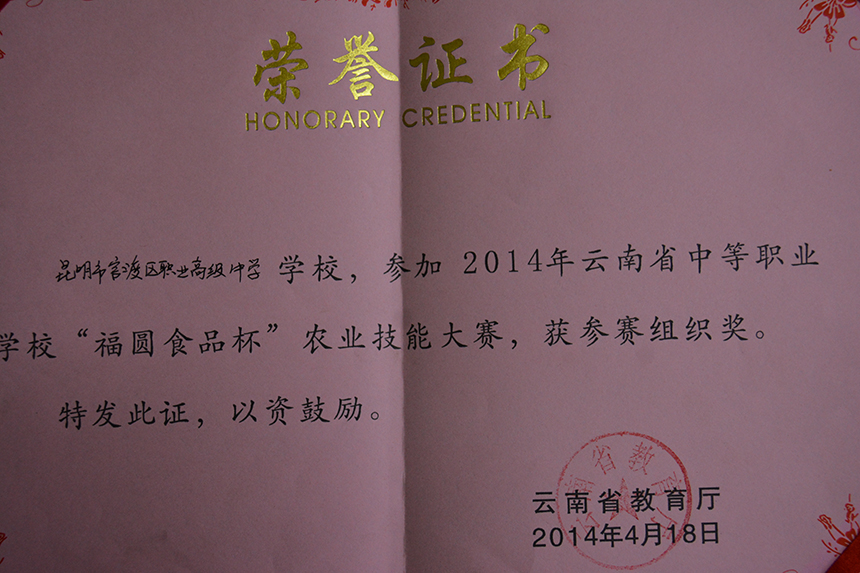 荣誉证书
HONORARY CREDENTIAL
昆明市官渡区职业高级中学 学校，参加 2014年云南省中等职业
学校“福圆食品杯”农业技能大赛，获参赛组织奖。
特发此证，以资鼓励。
云南省教育厅
2014年4月18日